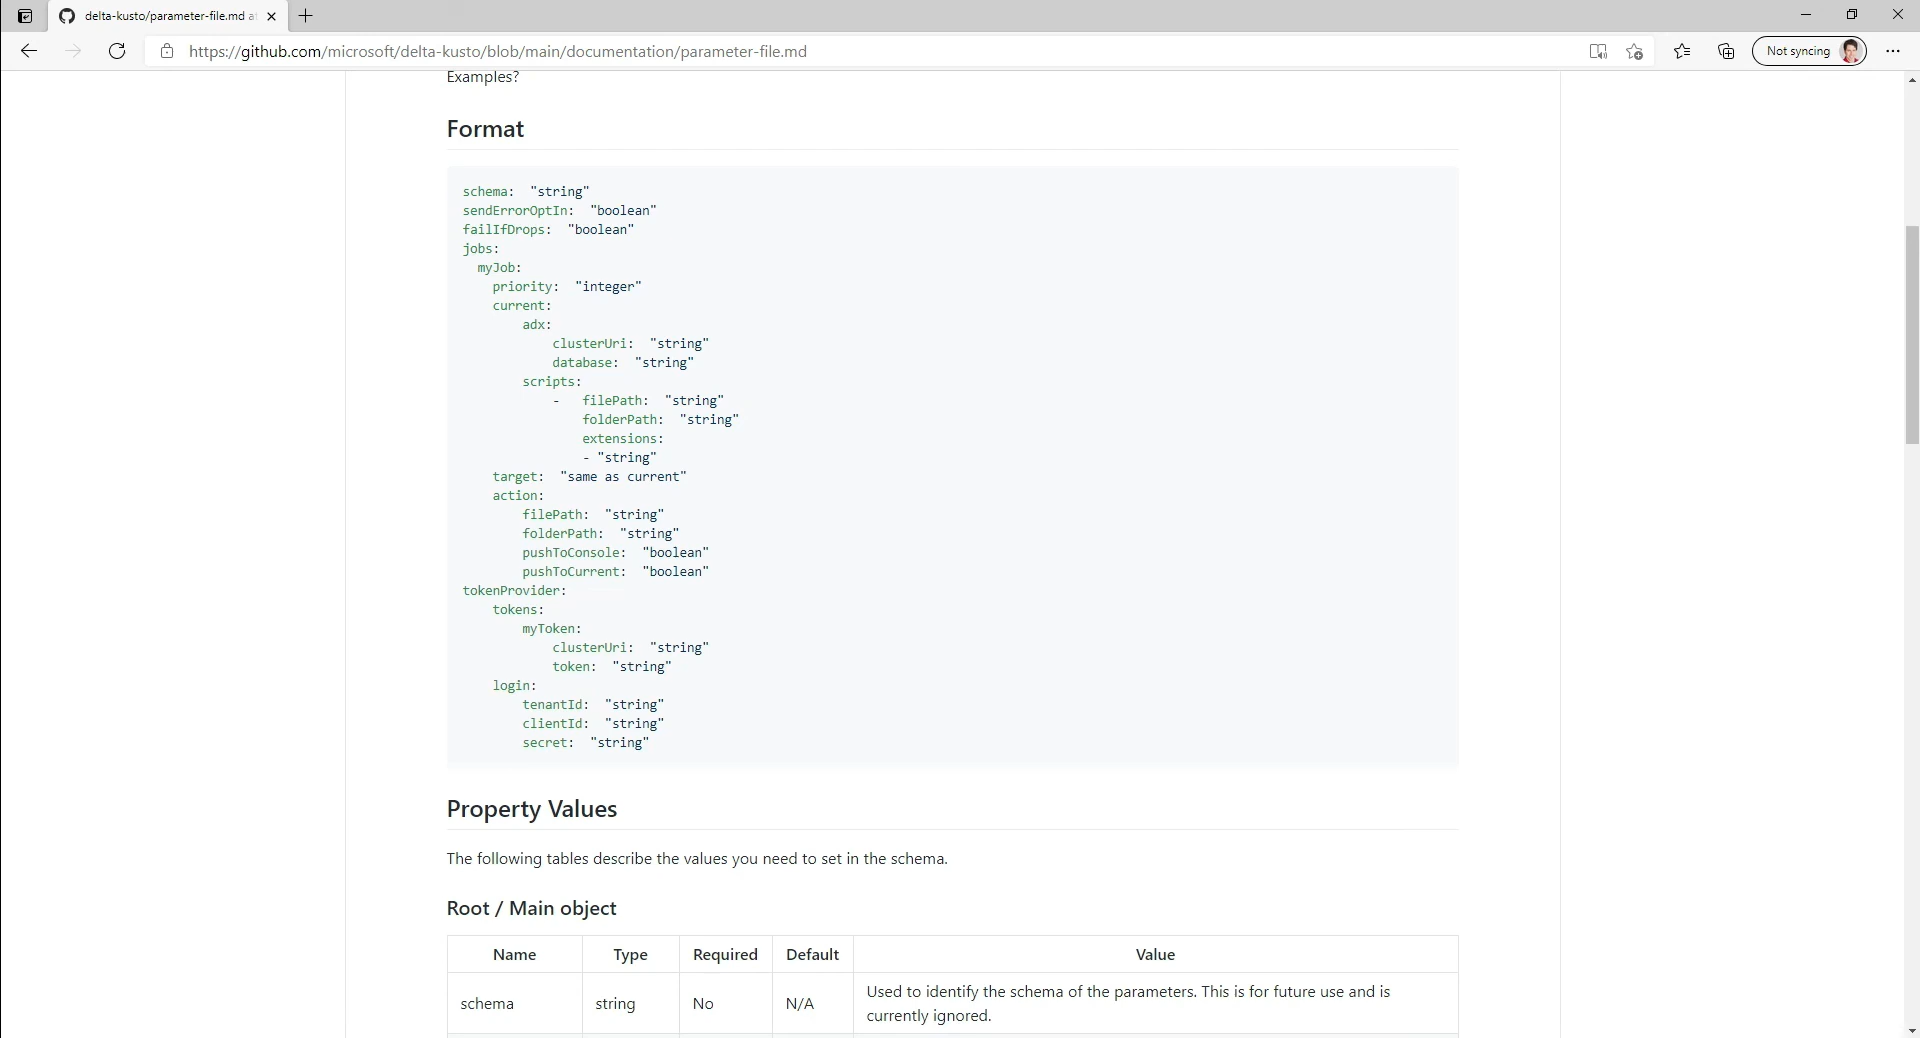 delta-kusto/parameter-file.md a
https://github.com/microsoft/delta-kusto/blob/main/documentation/parameter-file.md
Not syncing
Examples?
Format
schema:  "string"
sendErrorOptIn:  "boolean"
failIfDrops:  "boolean"
jobs:
  myJob:
    priority:  "integer"
    current:
        adx:
            clusterUri:  "string"
            database:  "string"
        scripts:
            -   filePath:  "string"
                folderPath:  "string"
                extensions:
                - "string"
    target:  "same as current"
    action:
        filePath:  "string"
        folderPath:  "string"
        pushToConsole:  "boolean"
        pushToCurrent:  "boolean"
tokenProvider:
    tokens:
        myToken:
            clusterUri:  "string"
            token:  "string"
    login:
        tenantId:  "string"
        clientId:  "string"
        secret:  "string"
Property Values
The following tables describe the values you need to set in the schema.
Root / Main object
Name Type Required Default Value
schema string No N/A Used to identify the schema of the parameters. This is for future use and is
currently ignored.